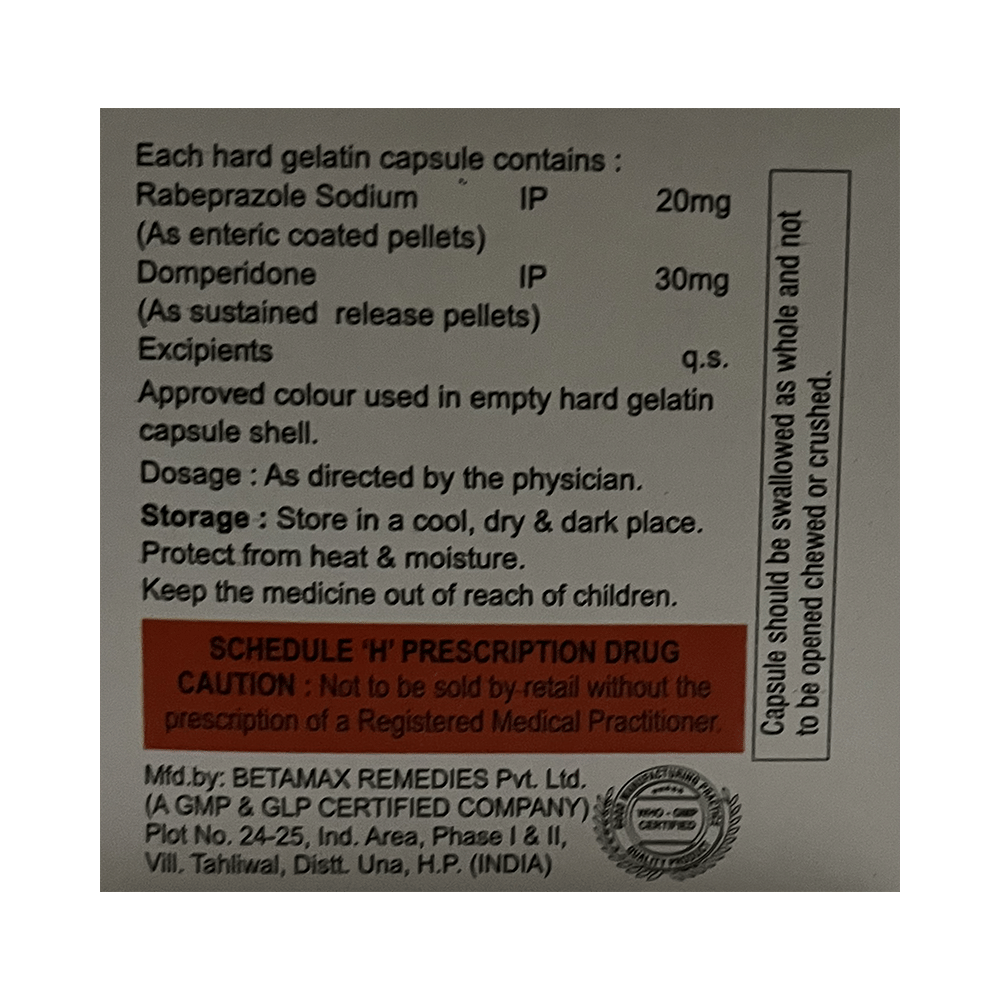 Each hard gelatin capsule contains :
Rabeprazole Sodium IP 20mg
(As enteric coated pellets)
Domperidone IP 30mg
(As sustained release pellets)
Excipients q.s.
Approved colour used in empty hard gelatin
capsule shell.
Dosage : As directed by the physician.
Storage : Store in a cool, dry & dark place.
Protect from heat & moisture.
Keep the medicine out of reach of children.
SCHEDULE 'H' PRESCRIPTION DRUG
CAUTION : Not to be sold by retail without the
prescription of a Registered Medical Practitioner.
Mfd.by: BETAMAX REMEDIES Pvt. Ltd.
(A GMP & GLP CERTIFIED COMPANY)
Plot No. 24-25, Ind. Area, Phase I & II,
Vill. Tahliwal, Distt. Una, H.P. (INDIA)
GOOD MANUFACTURING PRACTICE
WHO - GMP
CERTIFIED
QUALITY PRODUCT
Capsule should be swallowed as whole and not
to be opened chewed or crushed.